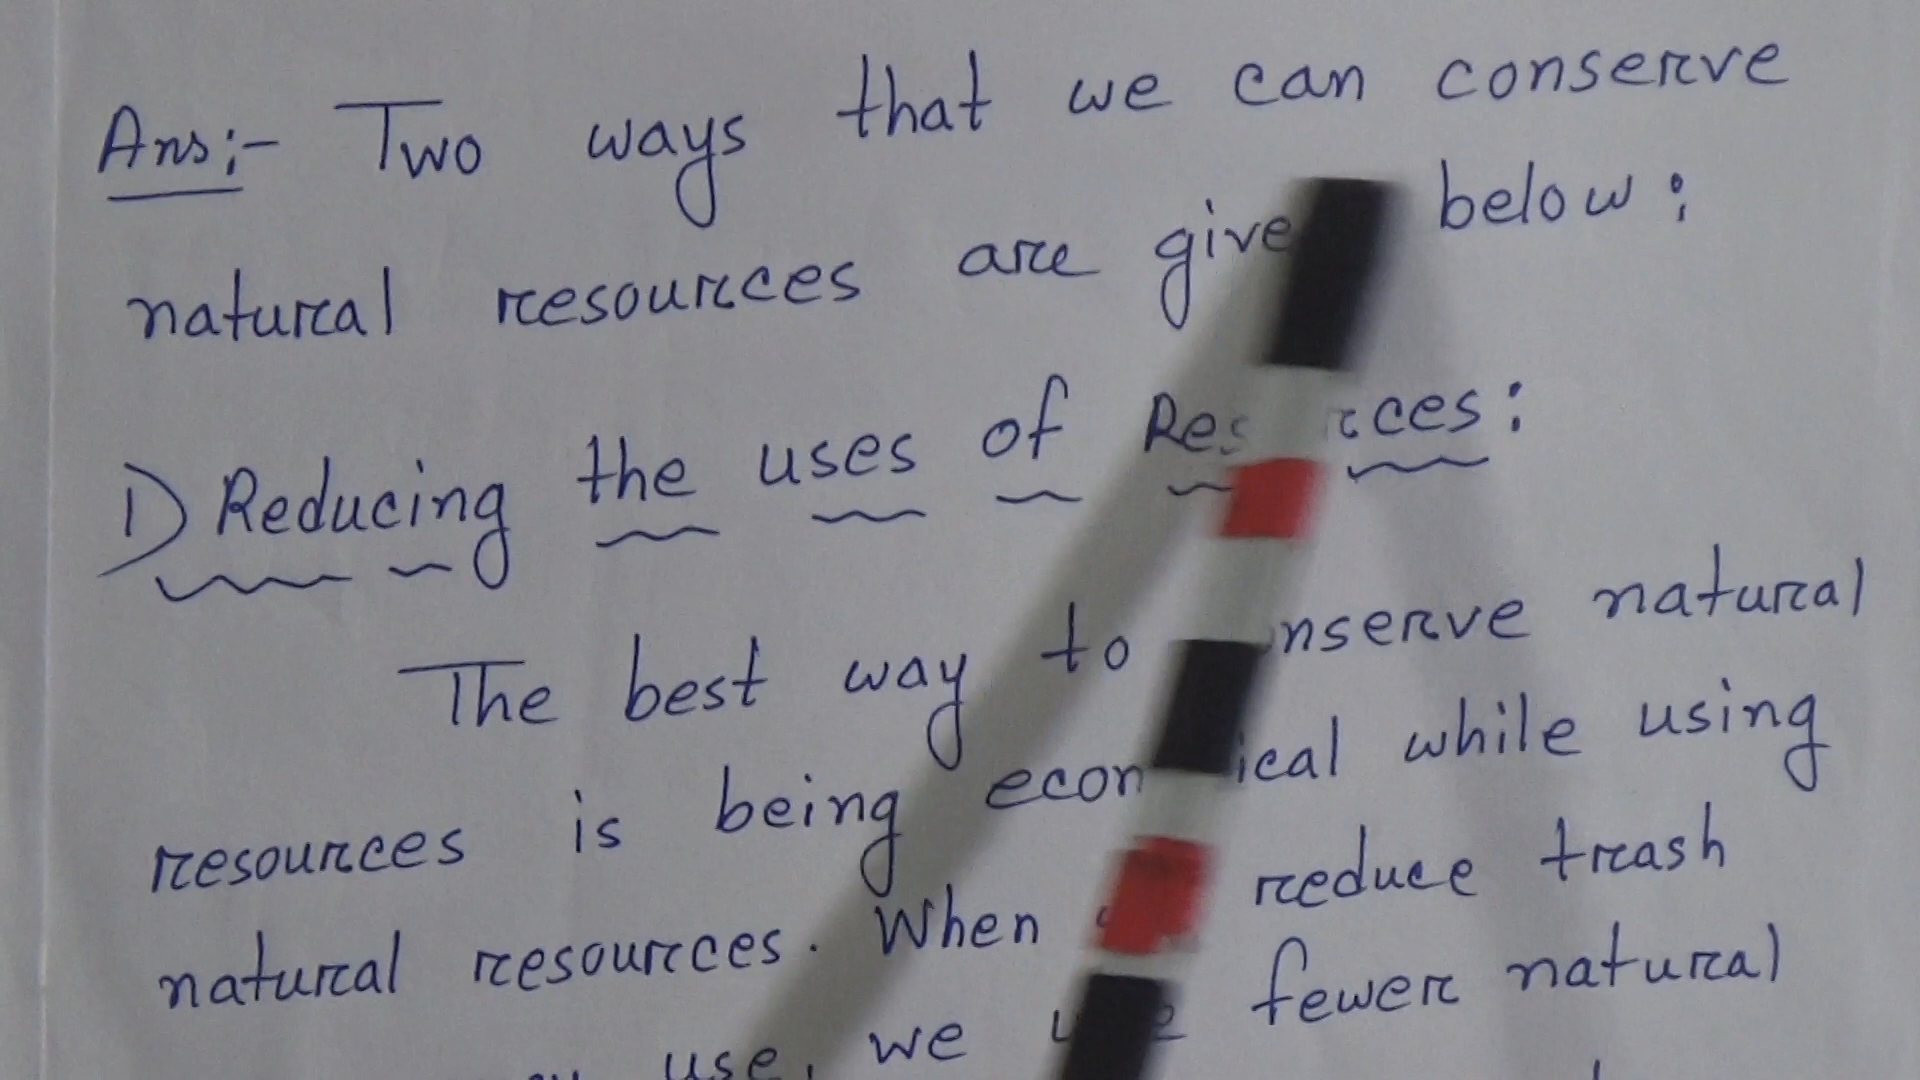 Ans:- Two ways that we can conserve
natural resources are give below:
1) Reducing the uses of Res rces:
The best way to nserve natural
resources is being econ ical while using
natural resources. When reduce trash
use, we fewer natural